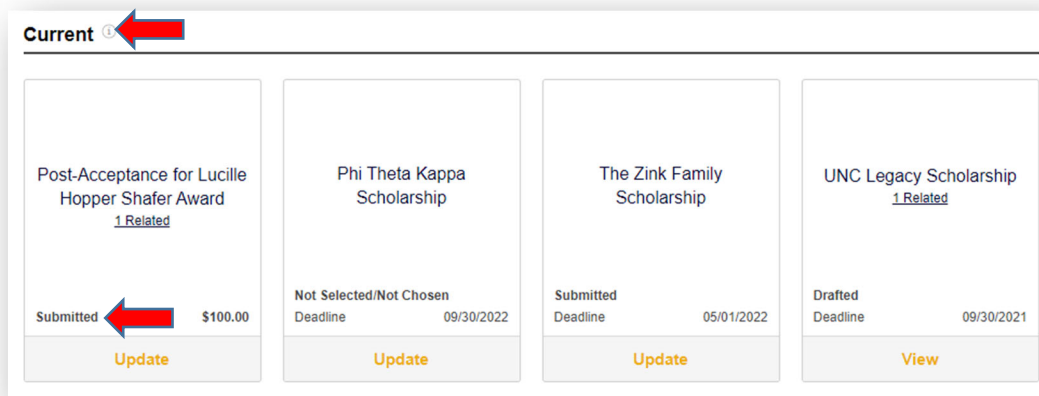 Current
Post-Acceptance for Lucille
Hopper Shafer Award
1 Related
Submitted $100.00
Update
Phi Theta Kappa
Scholarship
Not Selected/Not Chosen
Deadline 09/30/2022
Update
The Zink Family
Scholarship
Submitted
Deadline 05/01/2022
Update
UNC Legacy Scholarship
1 Related
Drafted
Deadline 09/30/2021
View